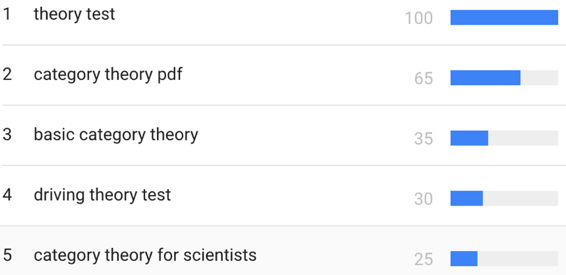 1 theory test 100
2 category theory pdf 65
3 basic category theory 35
4 driving theory test 30
5 category theory for scientists 25